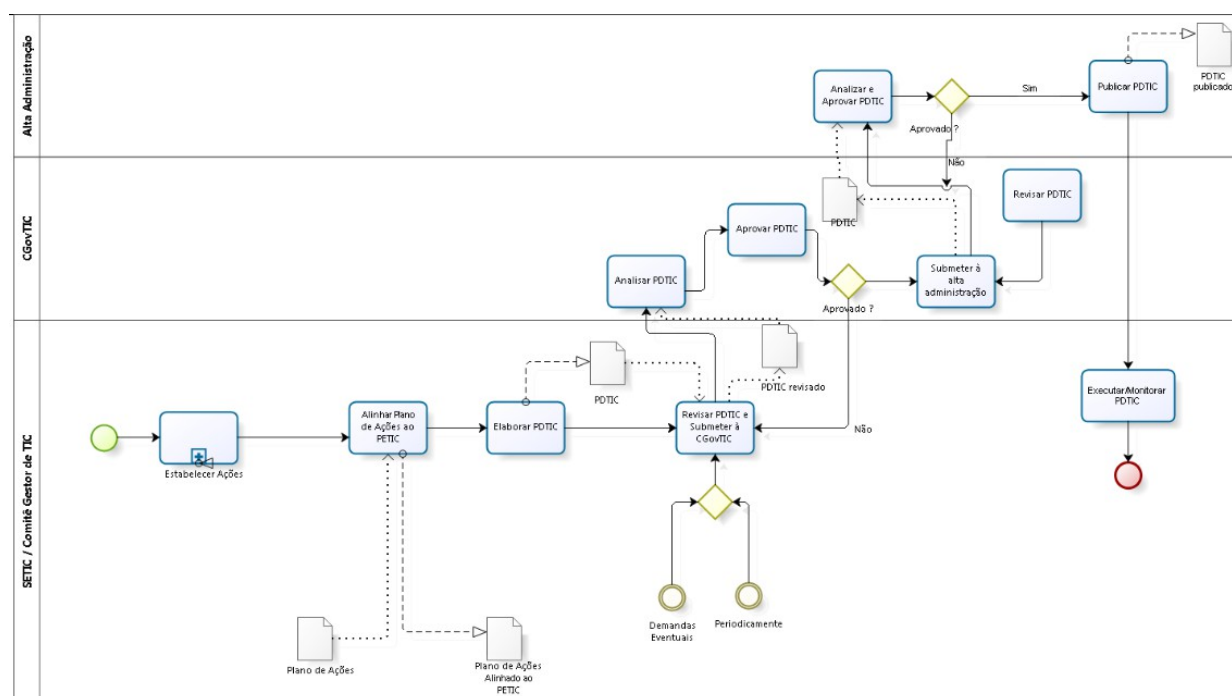 Alta Administração
Analizar e
Aprovar PDTIC
Aprovado ?
Sim
Não
Publicar PDTIC
PDTIC
publicado
CGovTIC
Analisar PDTIC
Aprovar PDTIC
Aprovado ?
PDTIC
Submeter à
alta
administração
Revisar PDTIC
SETIC / Comitê Gestor de TIC
Estabelecer Ações
Alinhar Plano
de Ações ao
PETIC
Elaborar PDTIC
PDTIC
Revisar PDTIC e
Submeter à
CGovTIC
PDTIC revisado
Não
Executar/Monitorar
PDTIC
Demandas
Eventuais
Periodicamente
Plano de Ações
Plano de Ações
Alinhado ao
PETIC